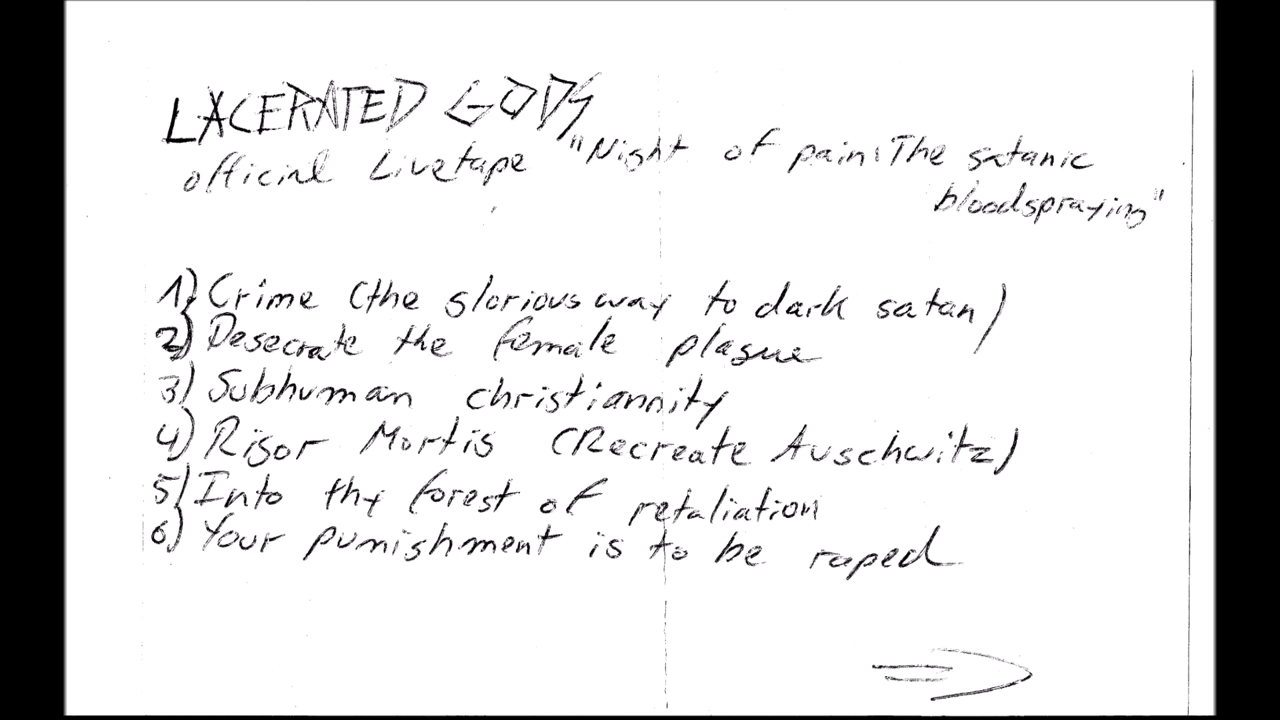 LACERATED GODS
official Livetape "Night of pain: The satanic
bloodspraying"
1) Crime (the glorious way to dark satan)
2) Desecrate the female plague
3) Subhuman christiannity
4) Rigor Mortis (Recreate Auschwitz)
5) Into thy forest of retaliation
6) Your punishment is to be raped